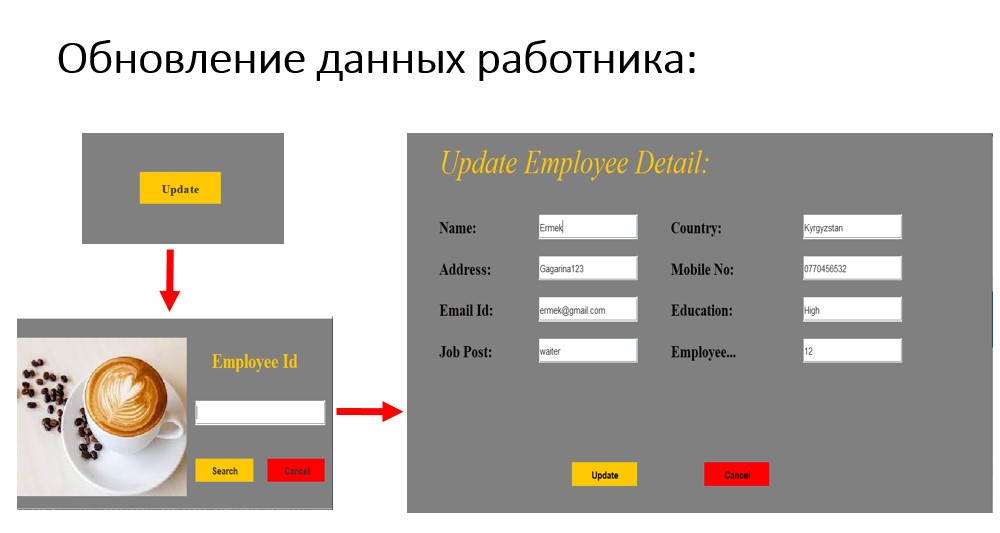 Обновление данных работника:
Update
Employee Id
Search Cancel
Update Employee Detail:
Name: Ermek Country: Kyrgyzstan
Address: Gagarina123 Mobile No: 0770456532
Email Id: ermek@gmail.com Education: High
Job Post: waiter Employee... 12
Update Cancel